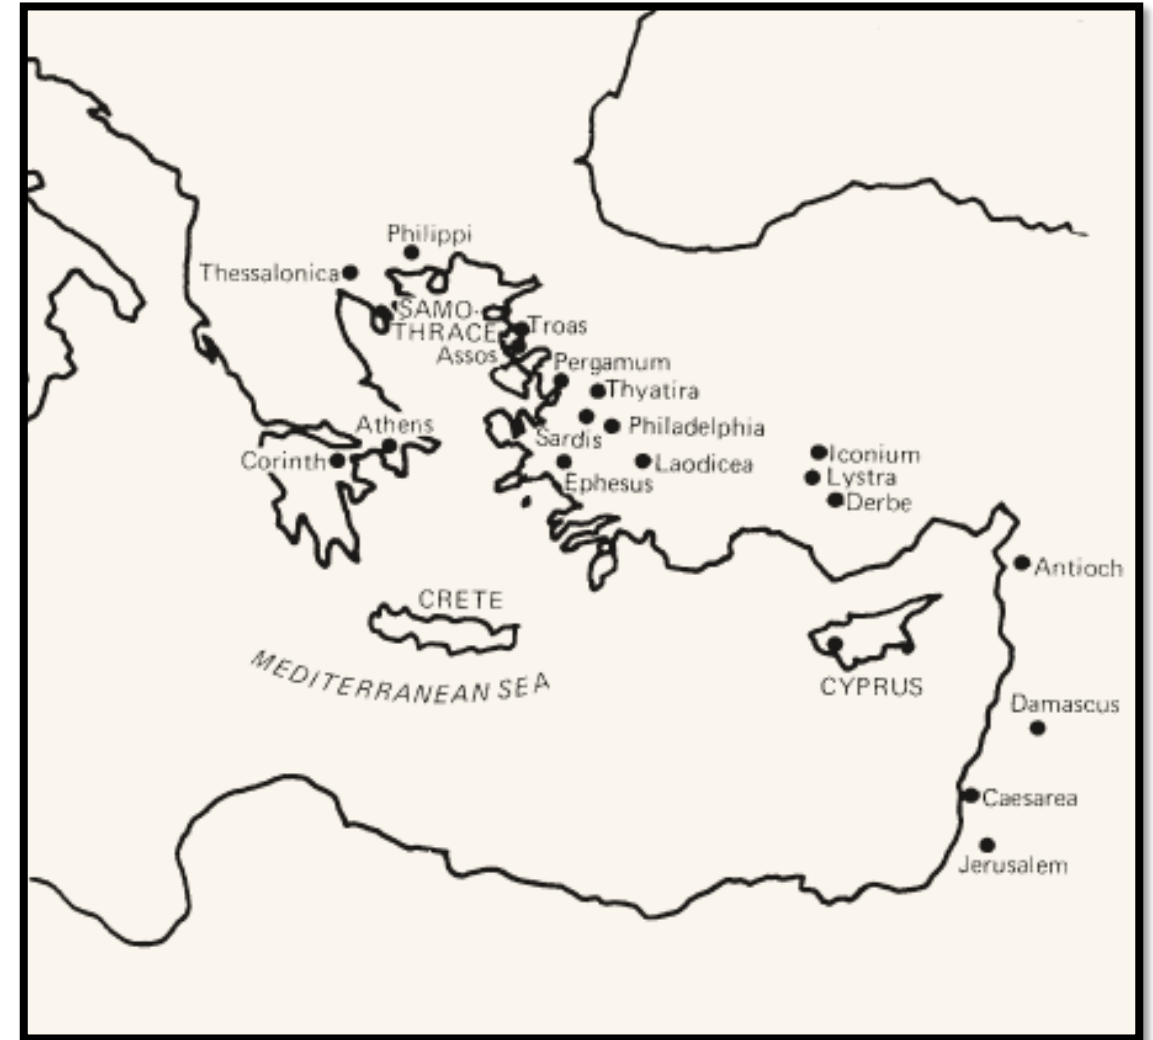 Philippi
Thessalonica
SAMO-
THRACE
Troas
Assos
Pergamum
Thyatira
Athens
Philadelphia
Sardis
Corinth
Laodicea
Ephesus
Iconium
Lystra
Derbe
Antioch
CRETE
MEDITERRANEAN SEA
CYPRUS
Damascus
Caesarea
Jerusalem